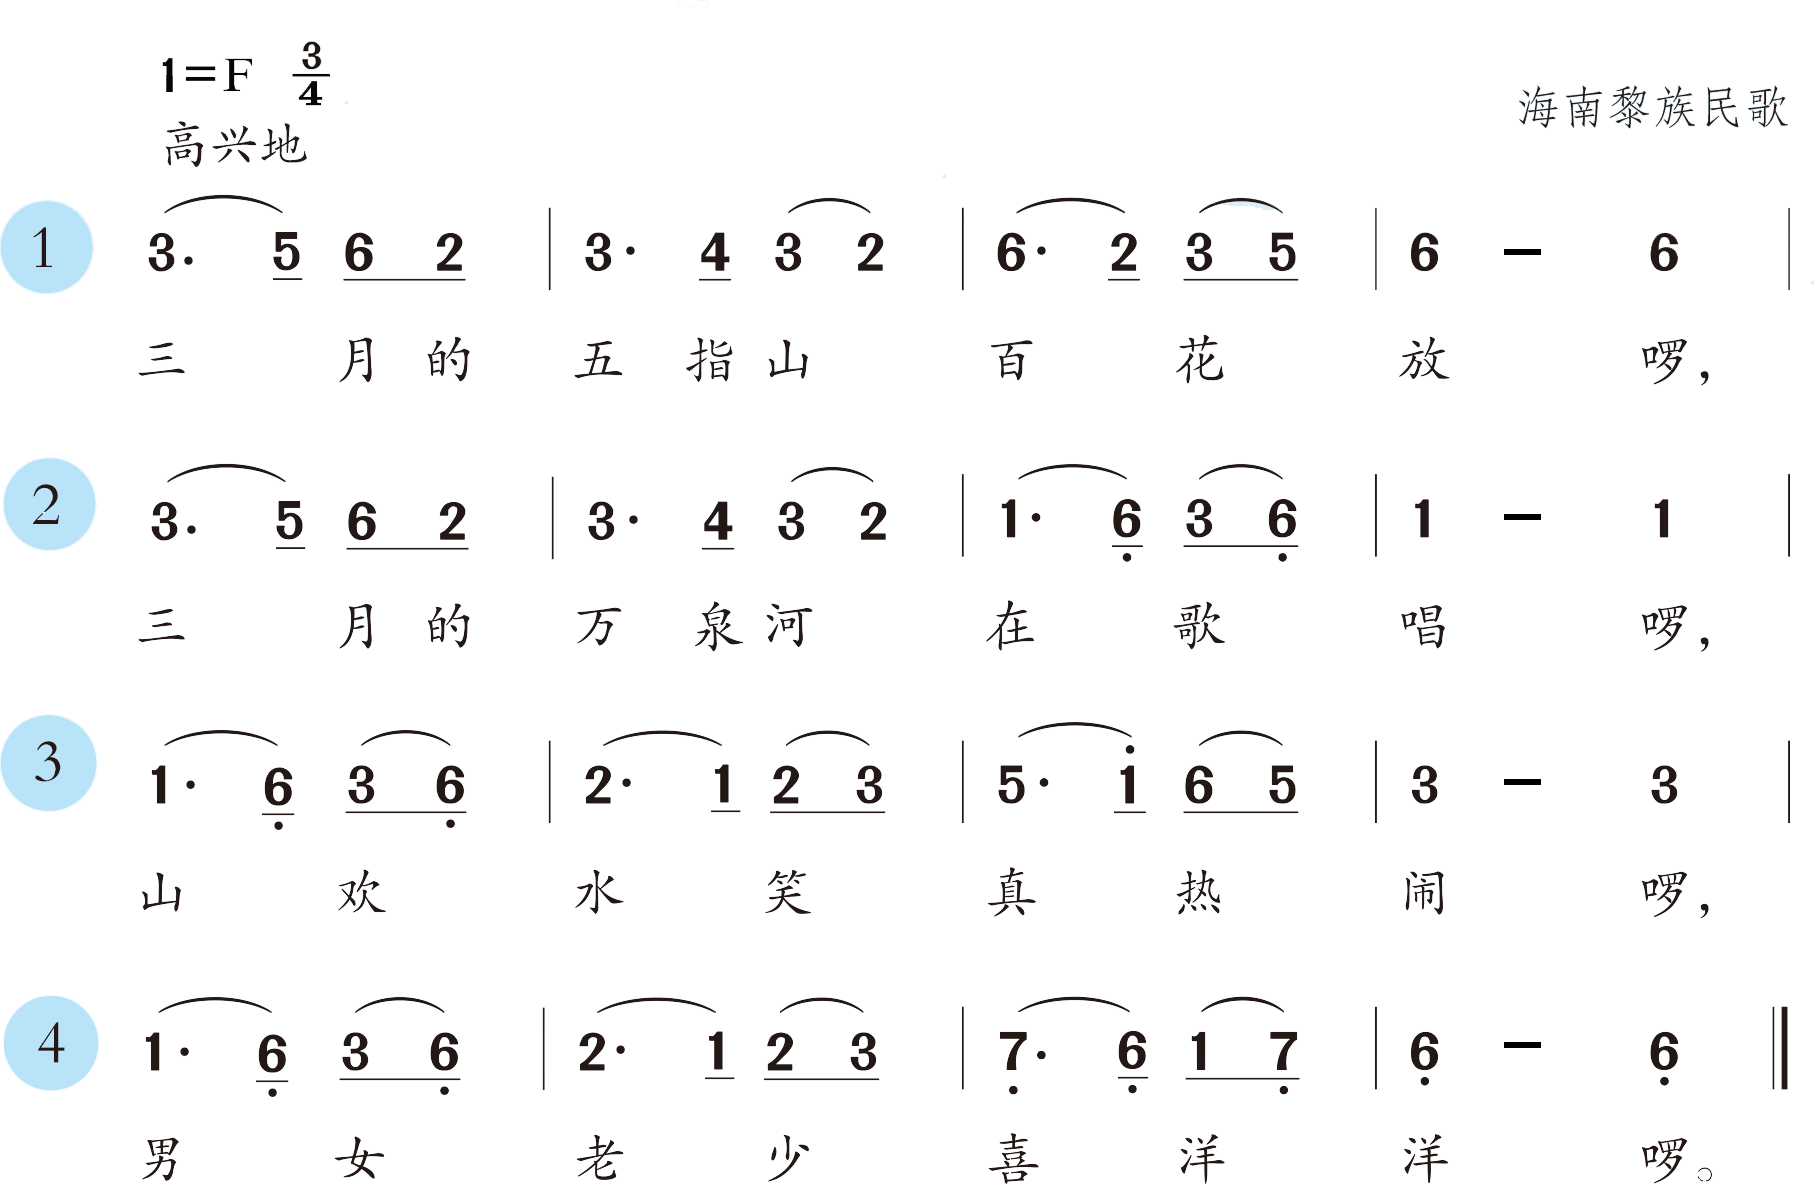 1=F 3/4
海南黎族民歌
高兴地
1 3. 5 6 2 | 3· 4 3 2 | 6· 2 3 5 | 6 — 6 |
三 月 的 五 指 山 百 花 放 啰，
2 3. 5 6 2 | 3· 4 3 2 | 1· 6̣ 3 6̣ | 1 — 1 |
三 月 的 万 泉 河 在 歌 唱 啰，
3 1· 6̣ 3 6̣ | 2· 1 2 3 | 5· 1̇ 6 5 | 3 — 3 |
山 欢 水 笑 真 热 闹 啰，
4 1· 6̣ 3 6̣ | 2· 1 2 3 | 7̣· 6̣ 1 7̣ | 6̣ — 6̣ ‖
男 女 老 少 喜 洋 洋 啰。